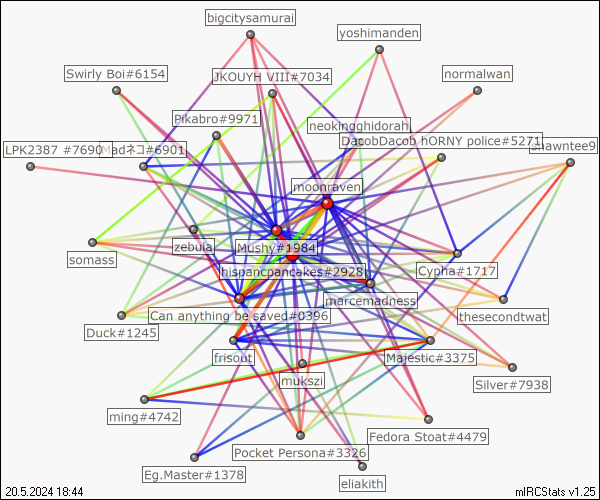 bigcitysamurai
yoshimanden
Swirly Boi#6154
JKOUYH VIII#7034
normalwan
Pikabro#9971
neokingghidorah
DacobDacob hORNY police#5271
shawntee9
LPK2387 #7690
Madネコ#6901
moonraven
zebula
Mushy#1984
somass
hispancpancakes#2928
Cypha#1717
marcemadness
thesecondtwat
Can anything be saved#0396
Duck#1245
frisout
Majestic#3375
mukszi
Silver#7938
ming#4742
Fedora Stoat#4479
Pocket Persona#3326
Eg.Master#1378
eliakith
20.5.2024 18:44
mIRCStats v1.25